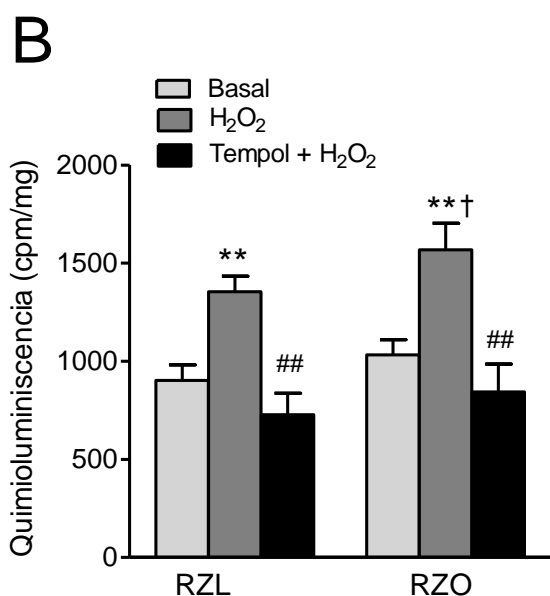 B
Basal
H₂O₂
Tempol + H₂O₂
Quimioluminiscencia (cpm/mg)
2000
1500
1000
500
0
**
##
**†
##
RZL RZO